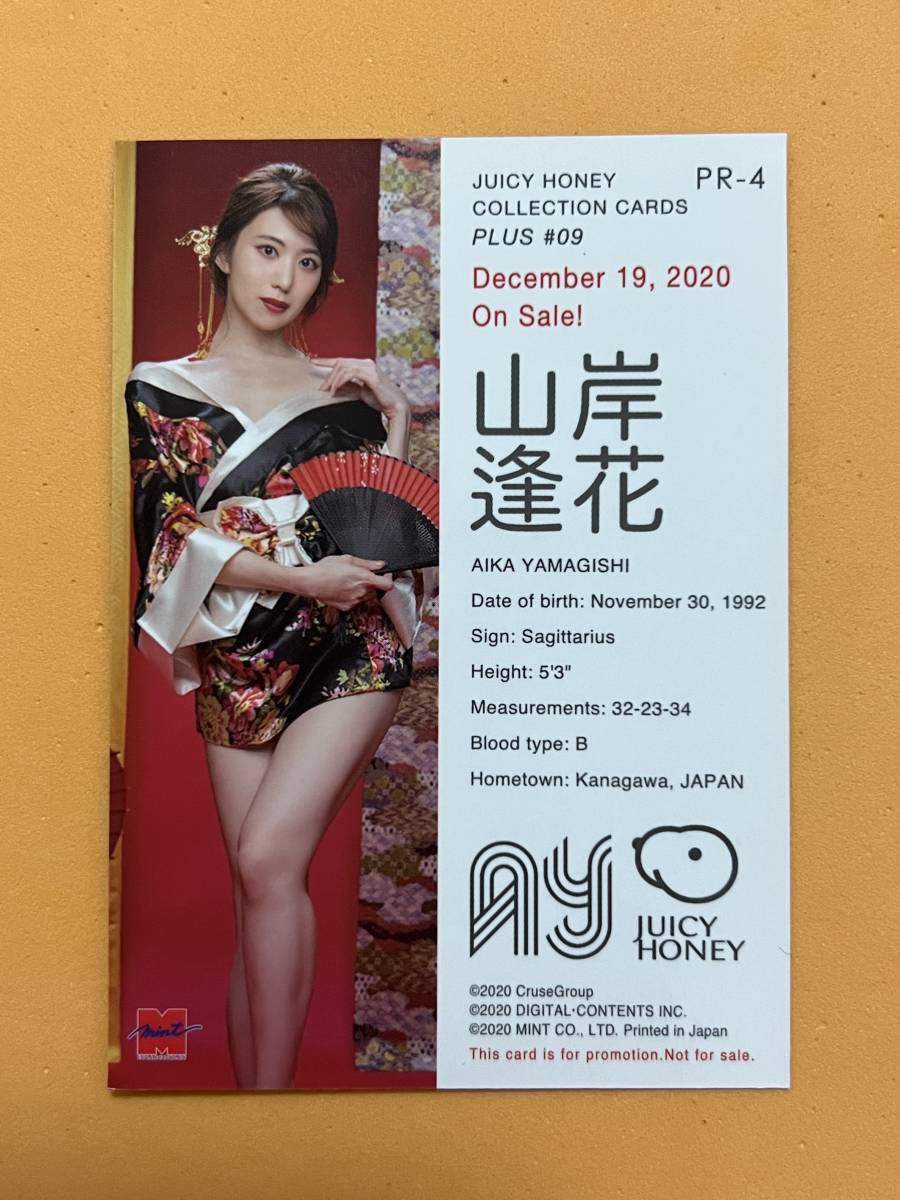 JUICY HONEY
PR-4
COLLECTION CARDS
PLUS #09
December 19, 2020
On Sale!
山岸
逢花
AIKA YAMAGISHI
Date of birth: November 30, 1992
Sign: Sagittarius
Height: 5'3"
Measurements: 32-23-34
Blood type: B
Hometown: Kanagawa, JAPAN
AY
JUICY
HONEY
©2020 CruseGroup
©2020 DIGITAL・CONTENTS INC.
©2020 MINT CO., LTD. Printed in Japan
This card is for promotion.Not for sale.
mint